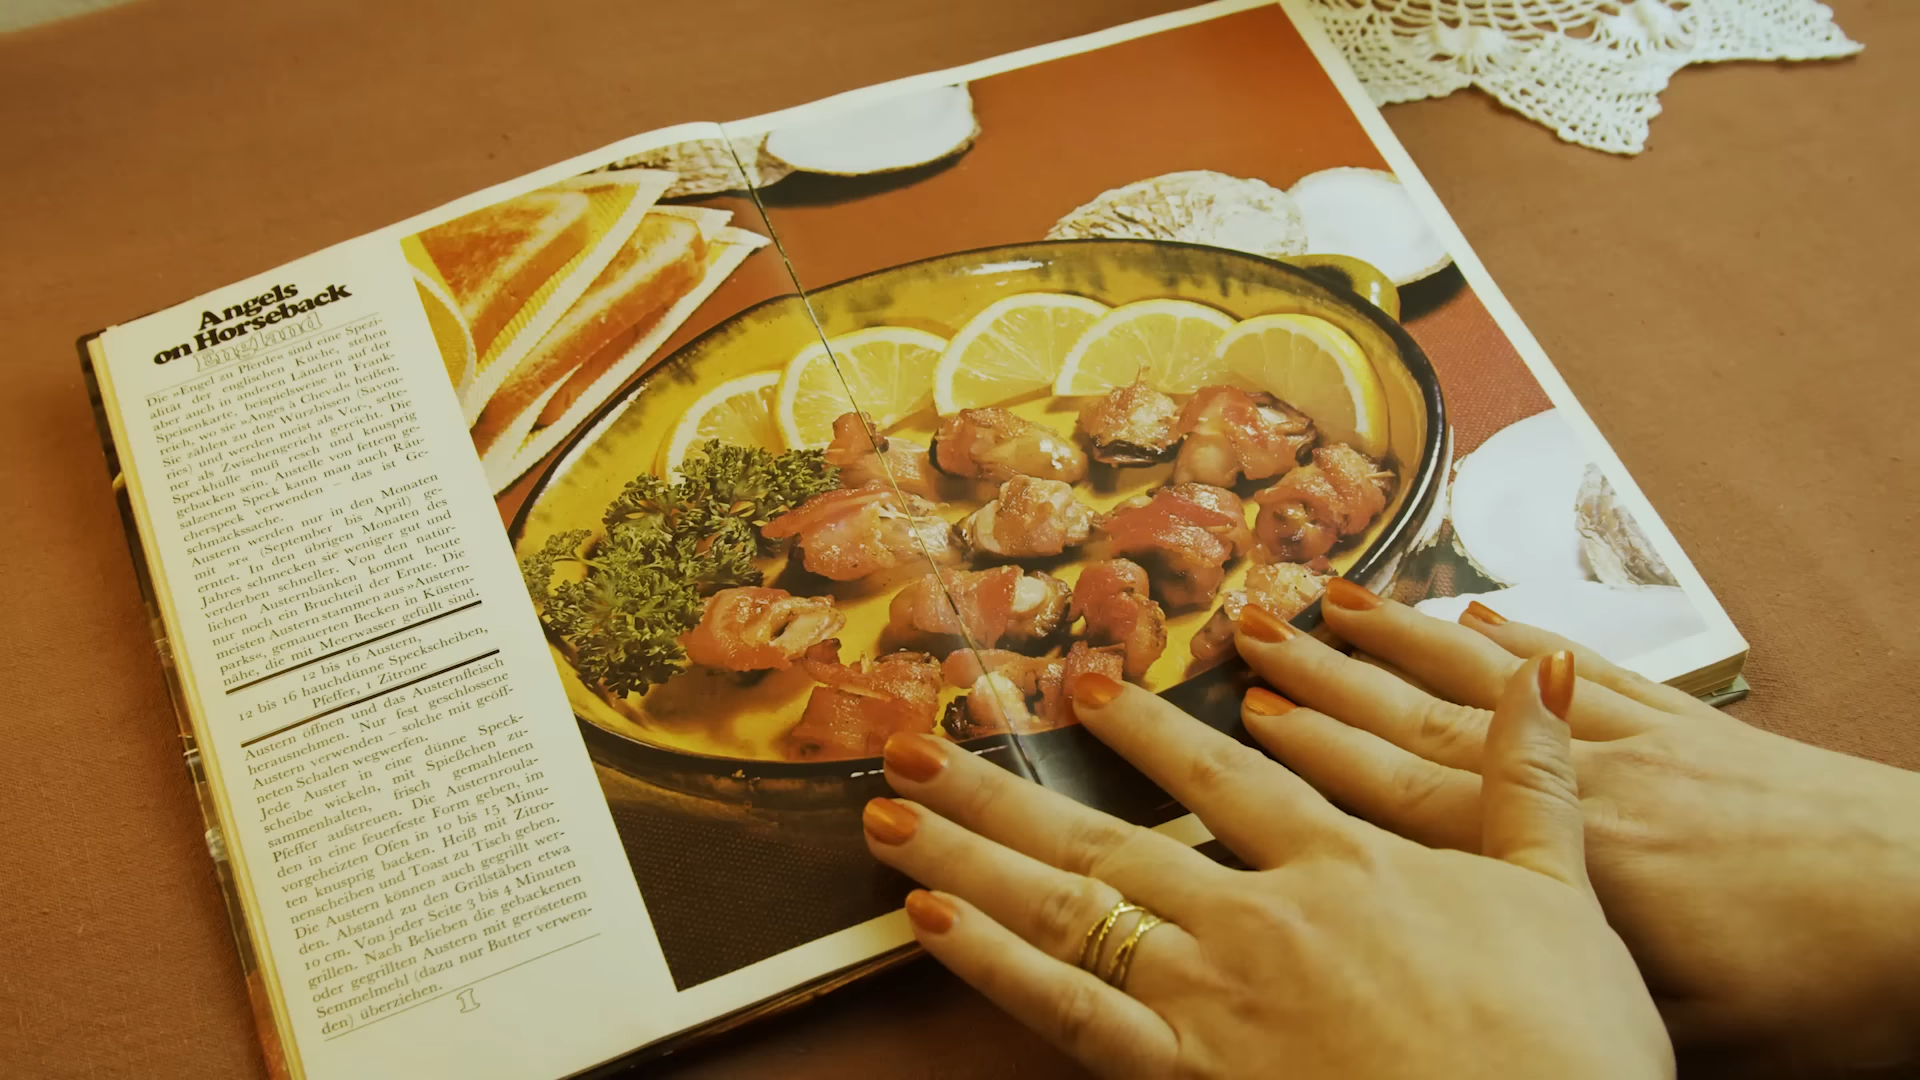 Angels
on Horseback
England
Die »Engel zu Pferde« sind eine Spezi-
alität der englischen Küche, stehen
aber auch in anderen Ländern auf der
Speisenkarte, beispielsweise in Frank-
reich, wo sie »Anges à Cheval« heißen.
Sie zählen zu den Würzbissen (Savou-
ries) und werden meist als Vor-, selte-
ner als Zwischengericht gereicht. Die
Speckhülle muß resch und knusprig
gebacken sein. Anstelle von fettem ge-
salzenem Speck kann man auch Räu-
cherspeck verwenden – das ist Ge-
schmackssache.
Austern werden nur in den Monaten
mit »r« (September bis April) ge-
erntet. In den übrigen Monaten des
Jahres schmecken sie weniger gut und
verderben schneller. Von den natür-
lichen Austernbänken kommt heute
nur noch ein Bruchteil der Ernte. Die
meisten Austern stammen aus »Austern-
parks«, gemauerten Becken in Küsten-
nähe, die mit Meerwasser gefüllt sind.
12 bis 16 Austern,
12 bis 16 hauchdünne Speckscheiben,
Pfeffer, 1 Zitrone
Austern öffnen und das Austernfleisch
herausnehmen. Nur fest geschlossene
Austern verwenden – solche mit geöff-
neten Schalen wegwerfen.
Jede Auster in eine dünne Speck-
scheibe wickeln, mit Spießchen zu-
sammenhalten, frisch gemahlenen
Pfeffer aufstreuen. Die Austernroula-
den in eine feuerfeste Form geben, im
vorgeheizten Ofen in 10 bis 15 Minu-
ten knusprig backen. Heiß mit Zitro-
nenscheiben und Toast zu Tisch geben.
Die Austern können auch gegrillt wer-
den. Abstand zu den Grillstäben etwa
10 cm. Von jeder Seite 3 bis 4 Minuten
grillen. Nach Belieben die gebackenen
oder gegrillten Austern mit geröstetem
Semmelmehl (dazu nur Butter verwen-
den) überziehen.
1